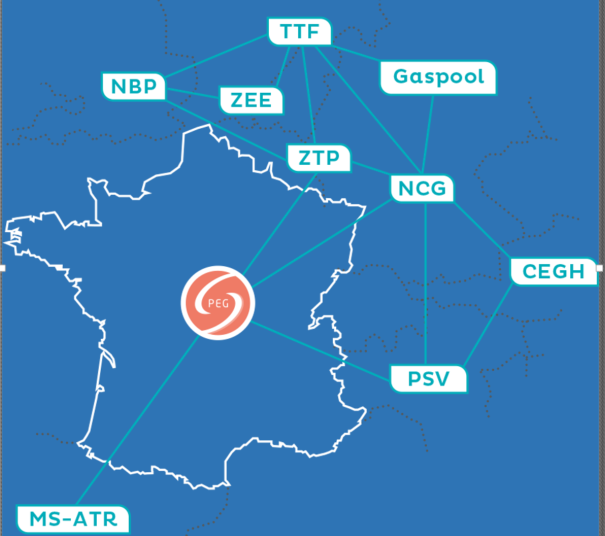 TTF
Gaspool
NBP
ZEE
ZTP
NCG
CEGH
PEG
PSV
MS-ATR